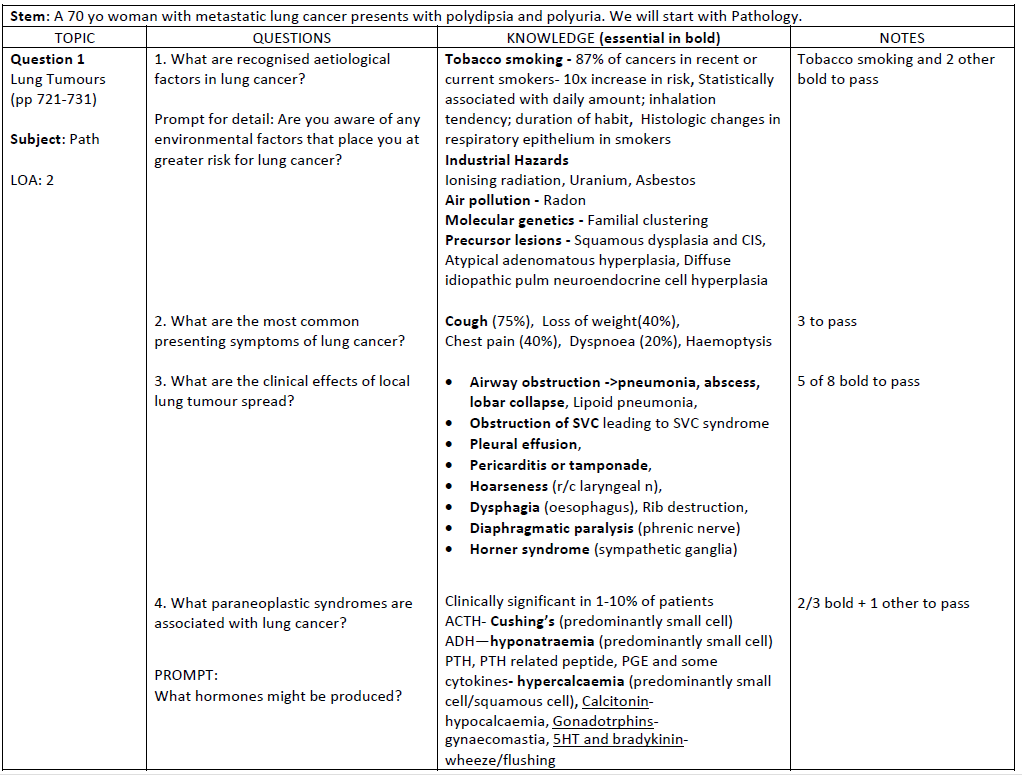 Stem: A 70 yo woman with metastatic lung cancer presents with polydipsia and polyuria. We will start with Pathology.
TOPIC
QUESTIONS
KNOWLEDGE (essential in bold)
NOTES
Question 1
Lung Tumours
(pp 721-731)
Subject: Path
LOA: 2
1. What are recognised aetiological
factors in lung cancer?
Prompt for detail: Are you aware of any
environmental factors that place you at
greater risk for lung cancer?
Tobacco smoking - 87% of cancers in recent or
current smokers- 10x increase in risk, Statistically
associated with daily amount; inhalation
tendency; duration of habit, Histologic changes in
respiratory epithelium in smokers
Industrial Hazards
Ionising radiation, Uranium, Asbestos
Air pollution - Radon
Molecular genetics - Familial clustering
Precursor lesions - Squamous dysplasia and CIS,
Atypical adenomatous hyperplasia, Diffuse
idiopathic pulm neuroendocrine cell hyperplasia
Tobacco smoking and 2 other
bold to pass
2. What are the most common
presenting symptoms of lung cancer?
Cough (75%), Loss of weight(40%),
Chest pain (40%), Dyspnoea (20%), Haemoptysis
3 to pass
3. What are the clinical effects of local
lung tumour spread?
• Airway obstruction ->pneumonia, abscess,
lobar collapse, Lipoid pneumonia,
• Obstruction of SVC leading to SVC syndrome
• Pleural effusion,
• Pericarditis or tamponade,
• Hoarseness (r/c laryngeal n),
• Dysphagia (oesophagus), Rib destruction,
• Diaphragmatic paralysis (phrenic nerve)
• Horner syndrome (sympathetic ganglia)
5 of 8 bold to pass
4. What paraneoplastic syndromes are
associated with lung cancer?
PROMPT:
What hormones might be produced?
Clinically significant in 1-10% of patients
ACTH- Cushing's (predominantly small cell)
ADH—hyponatraemia (predominantly small cell)
PTH, PTH related peptide, PGE and some
cytokines- hypercalcaemia (predominantly small
cell/squamous cell), Calcitonin-
hypocalcaemia, Gonadotrphins-
gynaecomastia, 5HT and bradykinin-
wheeze/flushing
2/3 bold + 1 other to pass